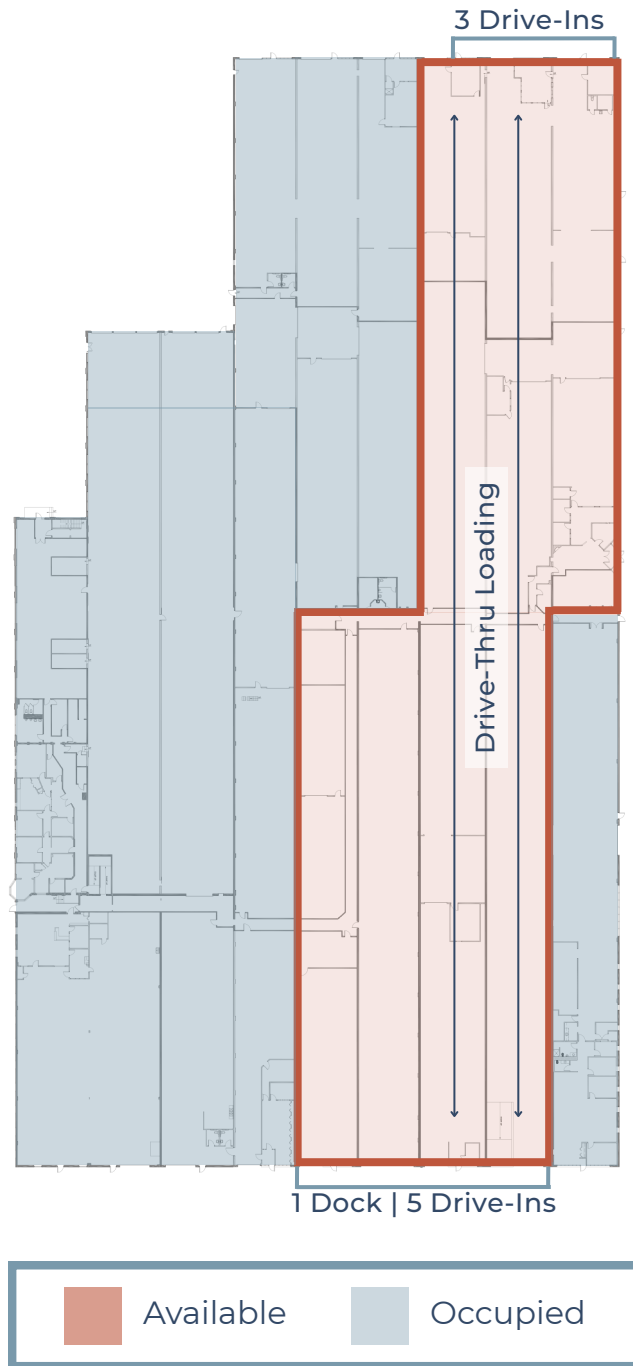 3 Drive-Ins
Drive-Thru Loading
1 Dock | 5 Drive-Ins
Available
Occupied